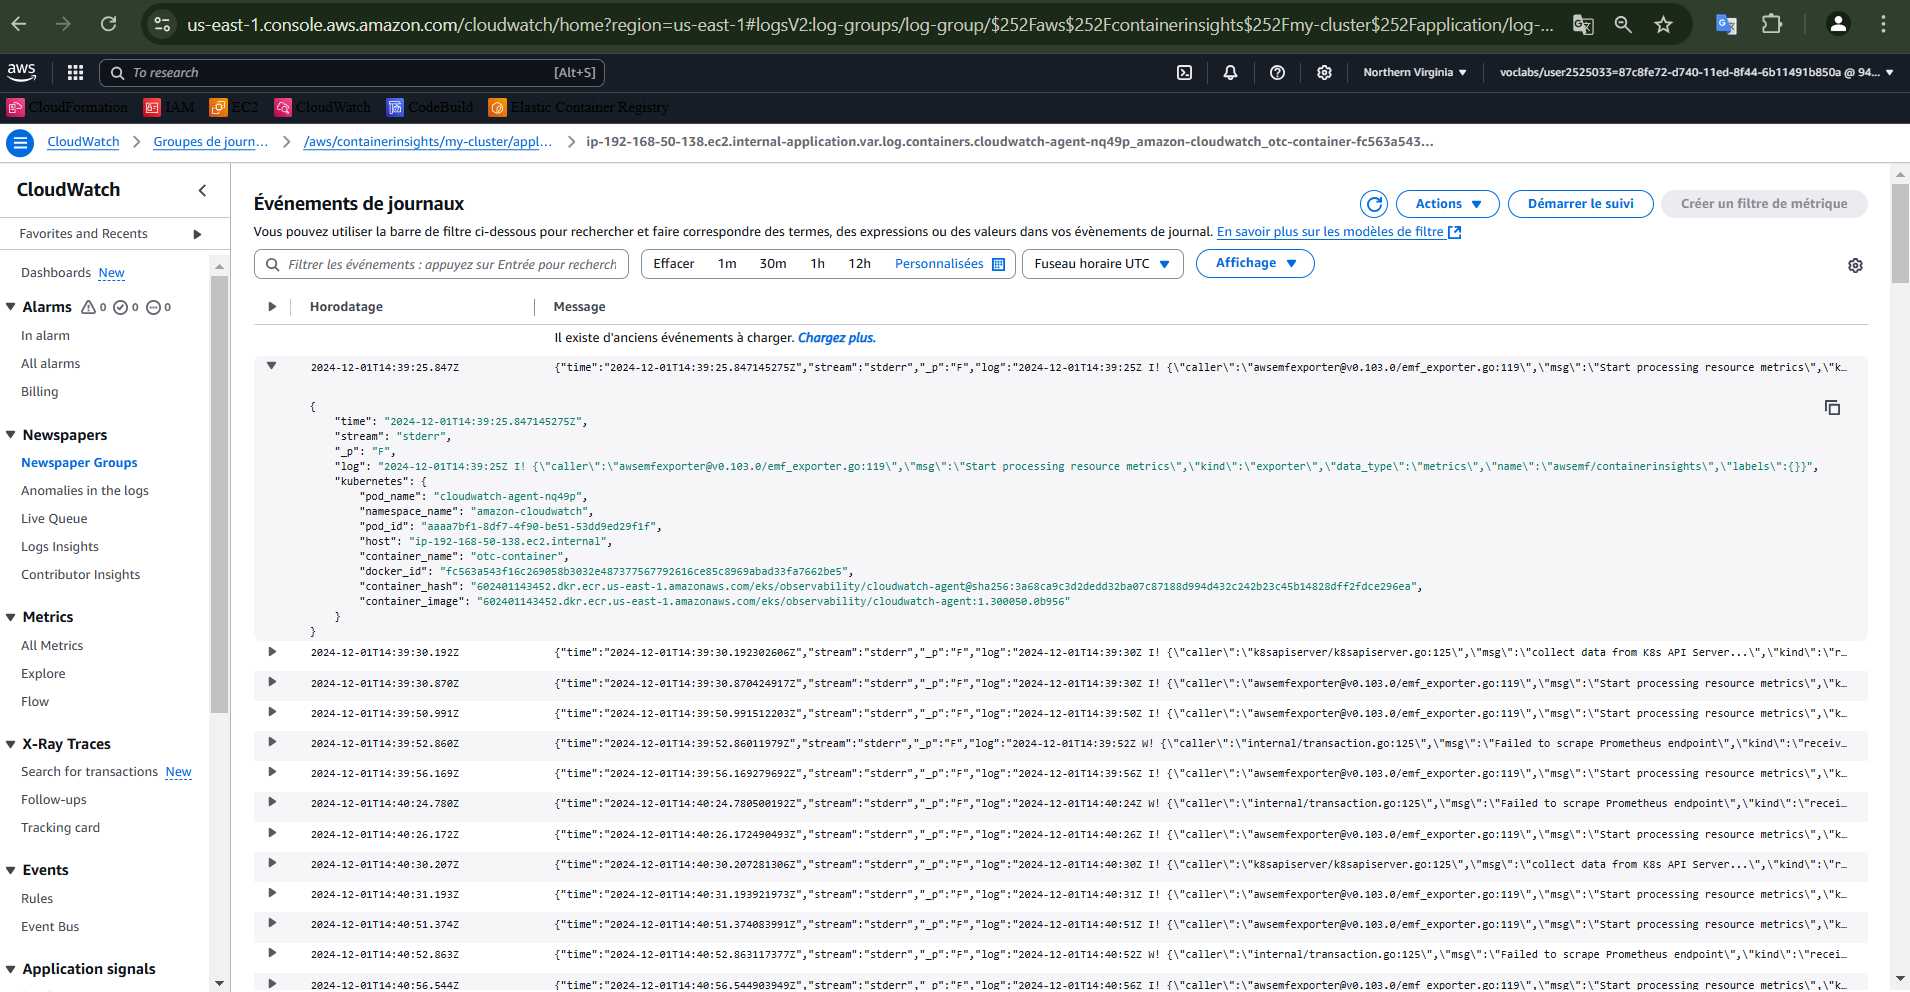 us-east-1.console.aws.amazon.com/cloudwatch/home?region=us-east-1#logsV2:log-groups/log-group/$252Faws$252Fcontainerinsights$252Fmy-cluster$252Fapplication/log-...
aws To research [Alt+S] Northern Virginia voclabs/user2525033=87c8fe72-d740-11ed-8f44-6b11491b850a @ 94...
CloudFormation IAM EC2 CloudWatch CodeBuild Elastic Container Registry
CloudWatch Groupes de journ... /aws/containerinsights/my-cluster/appl... ip-192-168-50-138.ec2.internal-application.var.log.containers.cloudwatch-agent-nq49p_amazon-cloudwatch_otc-container-fc563a543...
CloudWatch
Favorites and Recents
Dashboards New
Alarms 0 0 0
In alarm
All alarms
Billing
Newspapers
Newspaper Groups
Anomalies in the logs
Live Queue
Logs Insights
Contributor Insights
Metrics
All Metrics
Explore
Flow
X-Ray Traces
Search for transactions New
Follow-ups
Tracking card
Events
Rules
Event Bus
Application signals
Événements de journaux
Actions Démarrer le suivi Créer un filtre de métrique
Vous pouvez utiliser la barre de filtre ci-dessous pour rechercher et faire correspondre des termes, des expressions ou des valeurs dans vos évènements de journal. En savoir plus sur les modèles de filtre
Filtrer les événements : appuyez sur Entrée pour recherch Effacer 1m 30m 1h 12h Personnalisées Fuseau horaire UTC Affichage
Horodatage Message
Il existe d'anciens événements à charger. Chargez plus.
2024-12-01T14:39:25.847Z {"time":"2024-12-01T14:39:25.847145275Z","stream":"stderr","_p":"F","log":"2024-12-01T14:39:25Z I! {\"caller\":\"awsemfexporter@v0.103.0/emf_exporter.go:119\",\"msg\":\"Start processing resource metrics\",\"k...
{
"time": "2024-12-01T14:39:25.847145275Z",
"stream": "stderr",
"_p": "F",
"log": "2024-12-01T14:39:25Z I! {\"caller\":\"awsemfexporter@v0.103.0/emf_exporter.go:119\",\"msg\":\"Start processing resource metrics\",\"kind\":\"exporter\",\"data_type\":\"metrics\",\"name\":\"awsemf/containerinsights\",\"labels\":{}}",
"kubernetes": {
"pod_name": "cloudwatch-agent-nq49p",
"namespace_name": "amazon-cloudwatch",
"pod_id": "aaaa7bf1-8df7-4f90-be51-53dd9ed29f1f",
"host": "ip-192-168-50-138.ec2.internal",
"container_name": "otc-container",
"docker_id": "fc563a543f16c269058b3032e487377567792616ce85c8969abad33fa7662be5",
"container_hash": "602401143452.dkr.ecr.us-east-1.amazonaws.com/eks/observability/cloudwatch-agent@sha256:3a68ca9c3d2dedd32ba07c87188d994d432c242b23c45b14828dff2fdce296ea",
"container_image": "602401143452.dkr.ecr.us-east-1.amazonaws.com/eks/observability/cloudwatch-agent:1.300050.0b956"
}
}
2024-12-01T14:39:30.192Z {"time":"2024-12-01T14:39:30.192302606Z","stream":"stderr","_p":"F","log":"2024-12-01T14:39:30Z I! {\"caller\":\"k8sapiserver/k8sapiserver.go:125\",\"msg\":\"collect data from K8s API Server...\",\"kind\":\"r...
2024-12-01T14:39:30.870Z {"time":"2024-12-01T14:39:30.870424917Z","stream":"stderr","_p":"F","log":"2024-12-01T14:39:30Z I! {\"caller\":\"awsemfexporter@v0.103.0/emf_exporter.go:119\",\"msg\":\"Start processing resource metrics\",\"k...
2024-12-01T14:39:50.991Z {"time":"2024-12-01T14:39:50.991512203Z","stream":"stderr","_p":"F","log":"2024-12-01T14:39:50Z I! {\"caller\":\"awsemfexporter@v0.103.0/emf_exporter.go:119\",\"msg\":\"Start processing resource metrics\",\"k...
2024-12-01T14:39:52.860Z {"time":"2024-12-01T14:39:52.86011979Z","stream":"stderr","_p":"F","log":"2024-12-01T14:39:52Z W! {\"caller\":\"internal/transaction.go:125\",\"msg\":\"Failed to scrape Prometheus endpoint\",\"kind\":\"receiv...
2024-12-01T14:39:56.169Z {"time":"2024-12-01T14:39:56.169279692Z","stream":"stderr","_p":"F","log":"2024-12-01T14:39:56Z I! {\"caller\":\"awsemfexporter@v0.103.0/emf_exporter.go:119\",\"msg\":\"Start processing resource metrics\",\"k...
2024-12-01T14:40:24.780Z {"time":"2024-12-01T14:40:24.780500192Z","stream":"stderr","_p":"F","log":"2024-12-01T14:40:24Z W! {\"caller\":\"internal/transaction.go:125\",\"msg\":\"Failed to scrape Prometheus endpoint\",\"kind\":\"recei...
2024-12-01T14:40:26.172Z {"time":"2024-12-01T14:40:26.172490493Z","stream":"stderr","_p":"F","log":"2024-12-01T14:40:26Z I! {\"caller\":\"awsemfexporter@v0.103.0/emf_exporter.go:119\",\"msg\":\"Start processing resource metrics\",\"k...
2024-12-01T14:40:30.207Z {"time":"2024-12-01T14:40:30.207281306Z","stream":"stderr","_p":"F","log":"2024-12-01T14:40:30Z I! {\"caller\":\"k8sapiserver/k8sapiserver.go:125\",\"msg\":\"collect data from K8s API Server...\",\"kind\":\"r...
2024-12-01T14:40:31.193Z {"time":"2024-12-01T14:40:31.193921973Z","stream":"stderr","_p":"F","log":"2024-12-01T14:40:31Z I! {\"caller\":\"awsemfexporter@v0.103.0/emf_exporter.go:119\",\"msg\":\"Start processing resource metrics\",\"k...
2024-12-01T14:40:51.374Z {"time":"2024-12-01T14:40:51.374083991Z","stream":"stderr","_p":"F","log":"2024-12-01T14:40:51Z I! {\"caller\":\"awsemfexporter@v0.103.0/emf_exporter.go:119\",\"msg\":\"Start processing resource metrics\",\"k...
2024-12-01T14:40:52.863Z {"time":"2024-12-01T14:40:52.863117377Z","stream":"stderr","_p":"F","log":"2024-12-01T14:40:52Z W! {\"caller\":\"internal/transaction.go:125\",\"msg\":\"Failed to scrape Prometheus endpoint\",\"kind\":\"recei...
2024-12-01T14:40:56.544Z {"time":"2024-12-01T14:40:56.544903949Z","stream":"stderr","_p":"F","log":"2024-12-01T14:40:56Z I! {\"caller\":\"awsemfexporter@v0.103.0/emf_exporter.go:119\",\"msg\":\"Start processing resource metrics\",\"k...